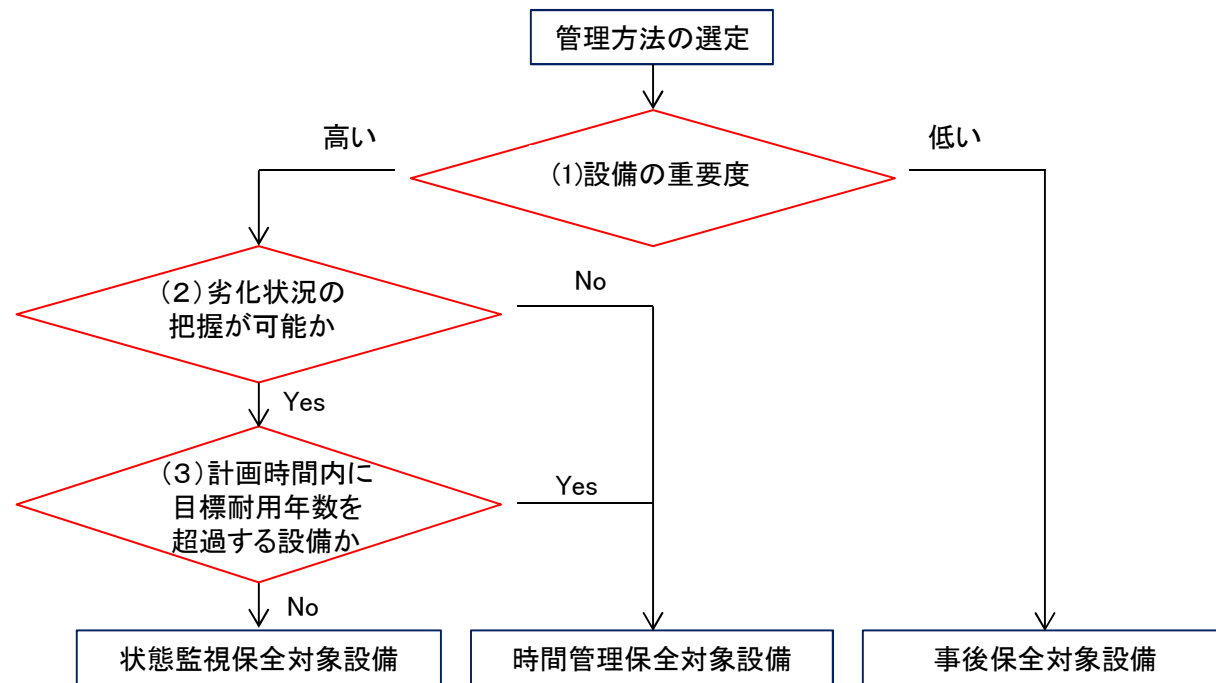 管理方法の選定
高い
低い
(1)設備の重要度
(２)劣化状況の
把握が可能か
No
Yes
(３)計画時間内に
目標耐用年数を
超過する設備か
Yes
No
状態監視保全対象設備
時間管理保全対象設備
事後保全対象設備